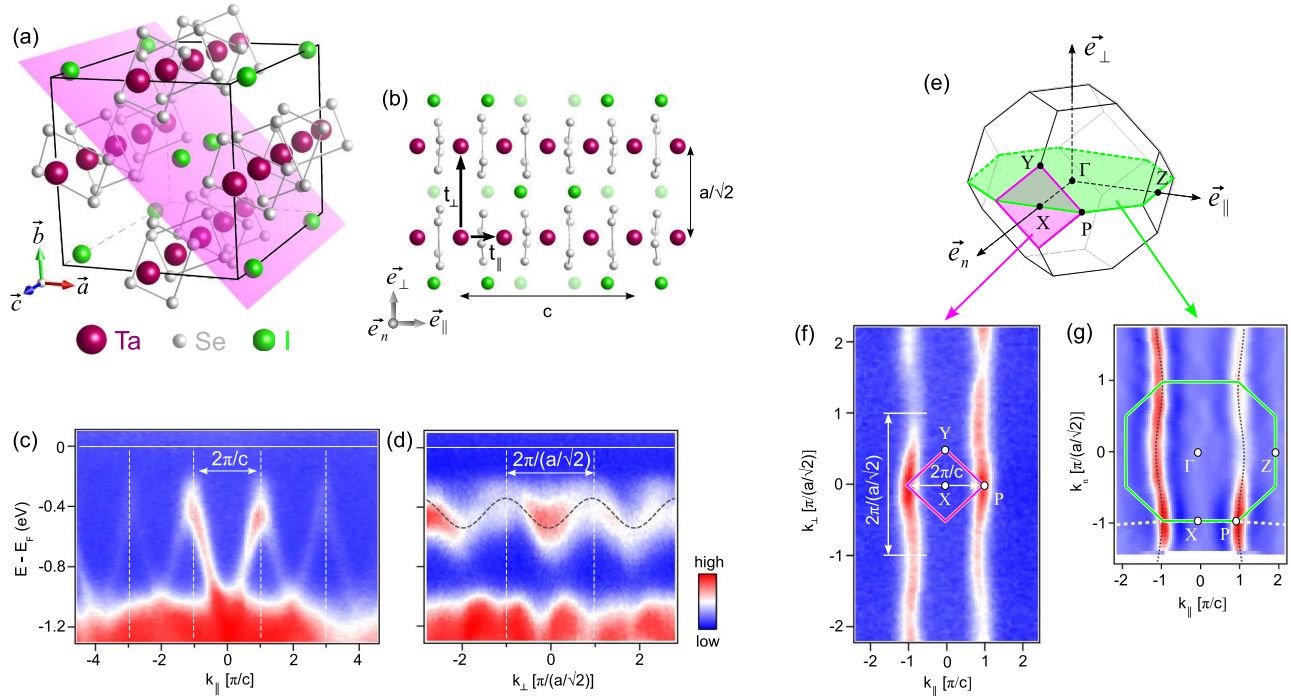 (a)
b⃗
c⃗
a⃗
Ta
Se
I
(b)
t⊥
t∥
a/√2
c
e⃗⊥
e⃗n
e⃗∥
(c)
0
-0.4
-0.8
-1.2
E - EF (eV)
2π/c
-4
-2
0
2
4
k∥ [π/c]
(d)
2π/(a/√2)
-2
0
2
k⊥ [π/(a/√2)]
high
low
(e)
e⃗⊥
Y
Γ
Z
e⃗∥
X
P
e⃗n
(f)
2
1
0
-1
-2
k⊥ [π/(a/√2)]
2π/(a/√2)
Y
2π/c
X
P
-2
-1
0
1
2
k∥ [π/c]
(g)
1
0
-1
kn [π/(a/√2)]
Γ
Z
X
P
-2
-1
0
1
2
k∥ [π/c]